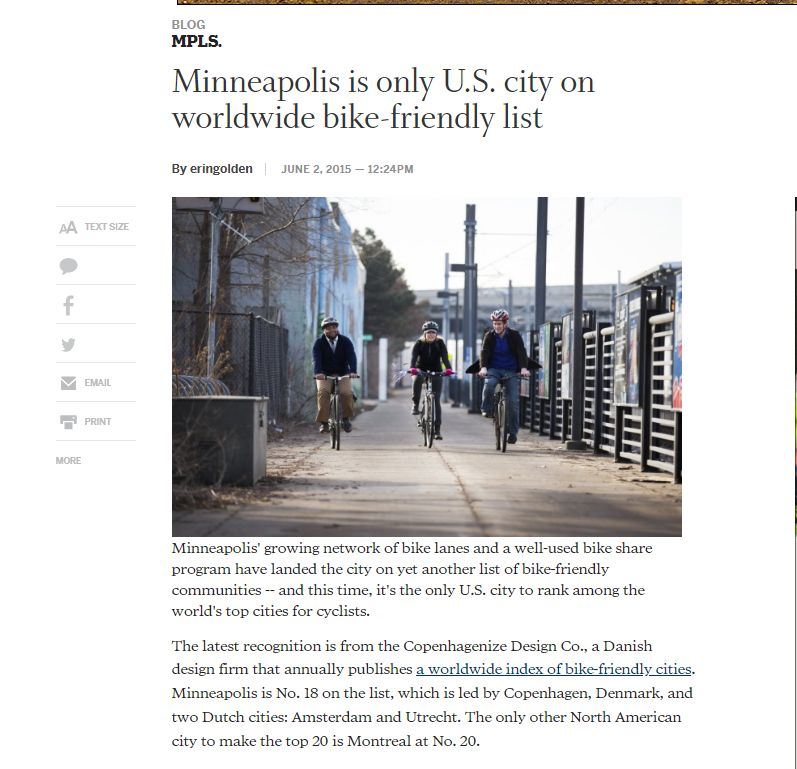 BLOG
MPLS.
Minneapolis is only U.S. city on
worldwide bike-friendly list
By eringolden
JUNE 2, 2015 — 12:24PM
AA TEXT SIZE
EMAIL
PRINT
MORE
Minneapolis' growing network of bike lanes and a well-used bike share
program have landed the city on yet another list of bike-friendly
communities -- and this time, it's the only U.S. city to rank among the
world's top cities for cyclists.
The latest recognition is from the Copenhagenize Design Co., a Danish
design firm that annually publishes a worldwide index of bike-friendly cities.
Minneapolis is No. 18 on the list, which is led by Copenhagen, Denmark, and
two Dutch cities: Amsterdam and Utrecht. The only other North American
city to make the top 20 is Montreal at No. 20.